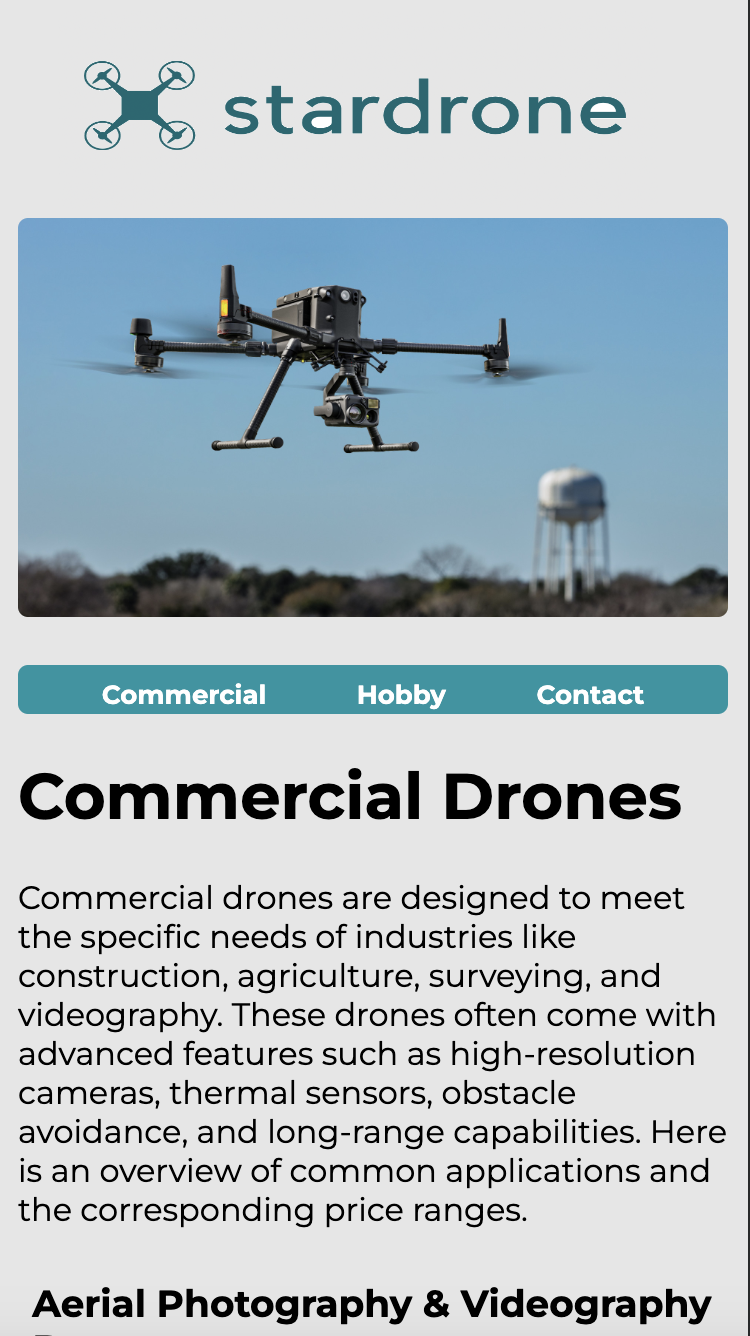 stardrone
Commercial Hobby Contact
Commercial Drones
Commercial drones are designed to meet
the specific needs of industries like
construction, agriculture, surveying, and
videography. These drones often come with
advanced features such as high-resolution
cameras, thermal sensors, obstacle
avoidance, and long-range capabilities. Here
is an overview of common applications and
the corresponding price ranges.
Aerial Photography & Videography